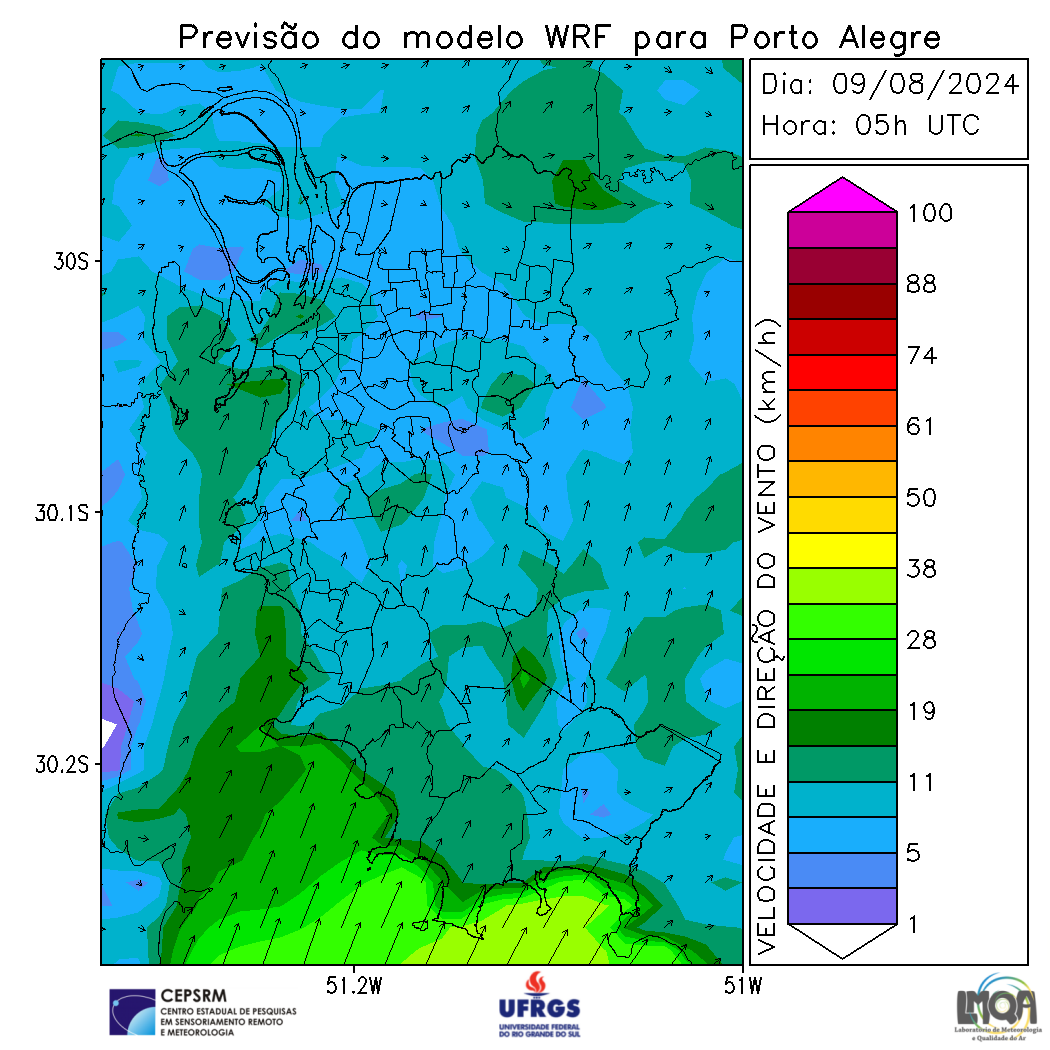 Previsão do modelo WRF para Porto Alegre
Dia: 09/08/2024
Hora: 05h UTC
30S
30.1S
30.2S
51.2W
51W
VELOCIDADE E DIREÇÃO DO VENTO (km/h)
100
88
74
61
50
38
28
19
11
5
1
CEPSRM
CENTRO ESTADUAL DE PESQUISAS
EM SENSORIAMENTO REMOTO
E METEOROLOGIA
UFRGS
UNIVERSIDADE FEDERAL
DO RIO GRANDE DO SUL
LMQA
Laboratório de Meteorologia
e Qualidade do Ar